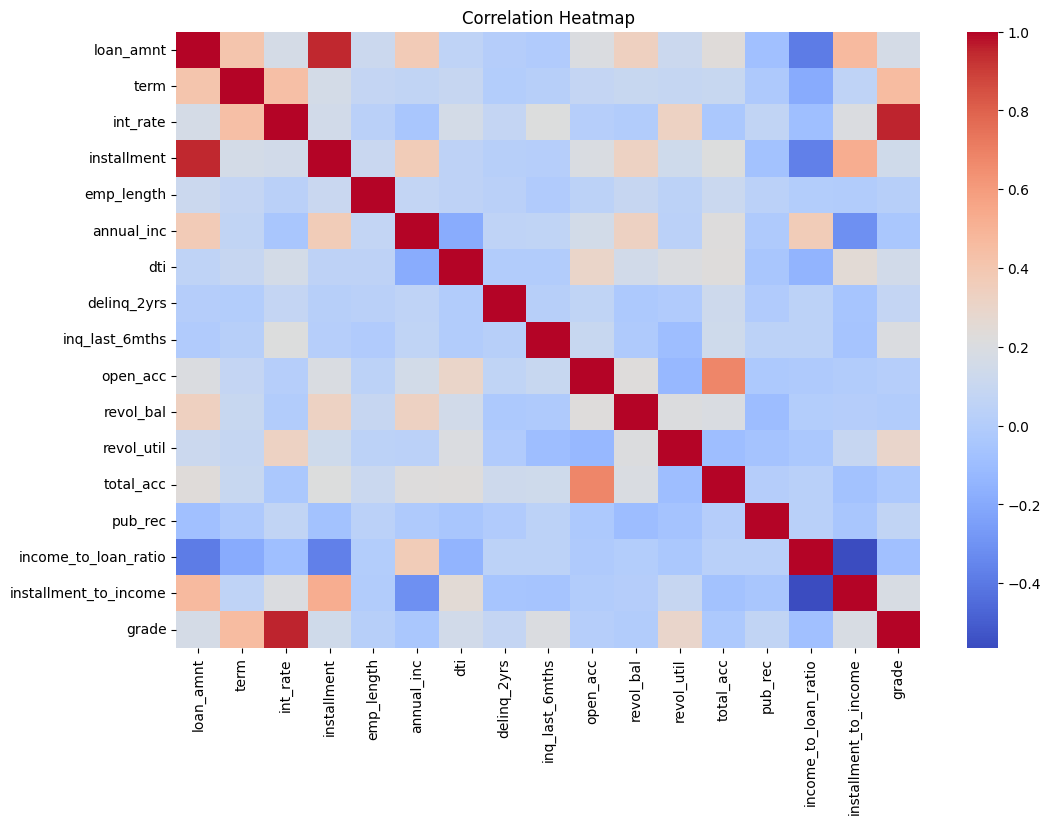 Correlation Heatmap
loan_amnt
term
int_rate
installment
emp_length
annual_inc
dti
delinq_2yrs
inq_last_6mths
open_acc
revol_bal
revol_util
total_acc
pub_rec
income_to_loan_ratio
installment_to_income
grade
loan_amnt
term
int_rate
installment
emp_length
annual_inc
dti
delinq_2yrs
inq_last_6mths
open_acc
revol_bal
revol_util
total_acc
pub_rec
income_to_loan_ratio
installment_to_income
grade
1.0
0.8
0.6
0.4
0.2
0.0
−0.2
−0.4